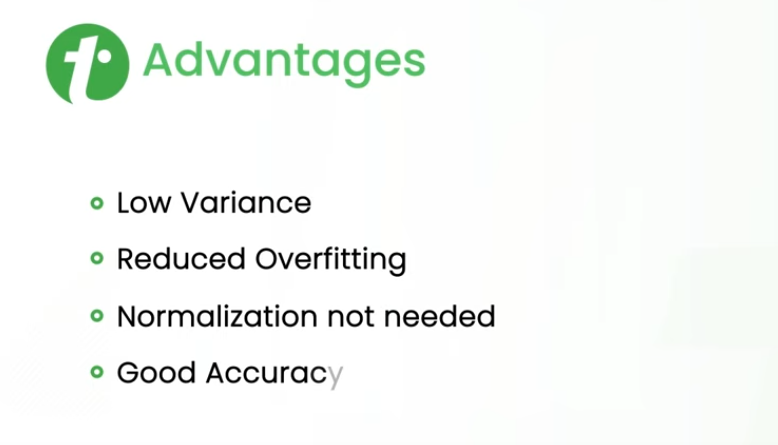 Advantages
Low Variance
Reduced Overfitting
Normalization not needed
Good Accuracy